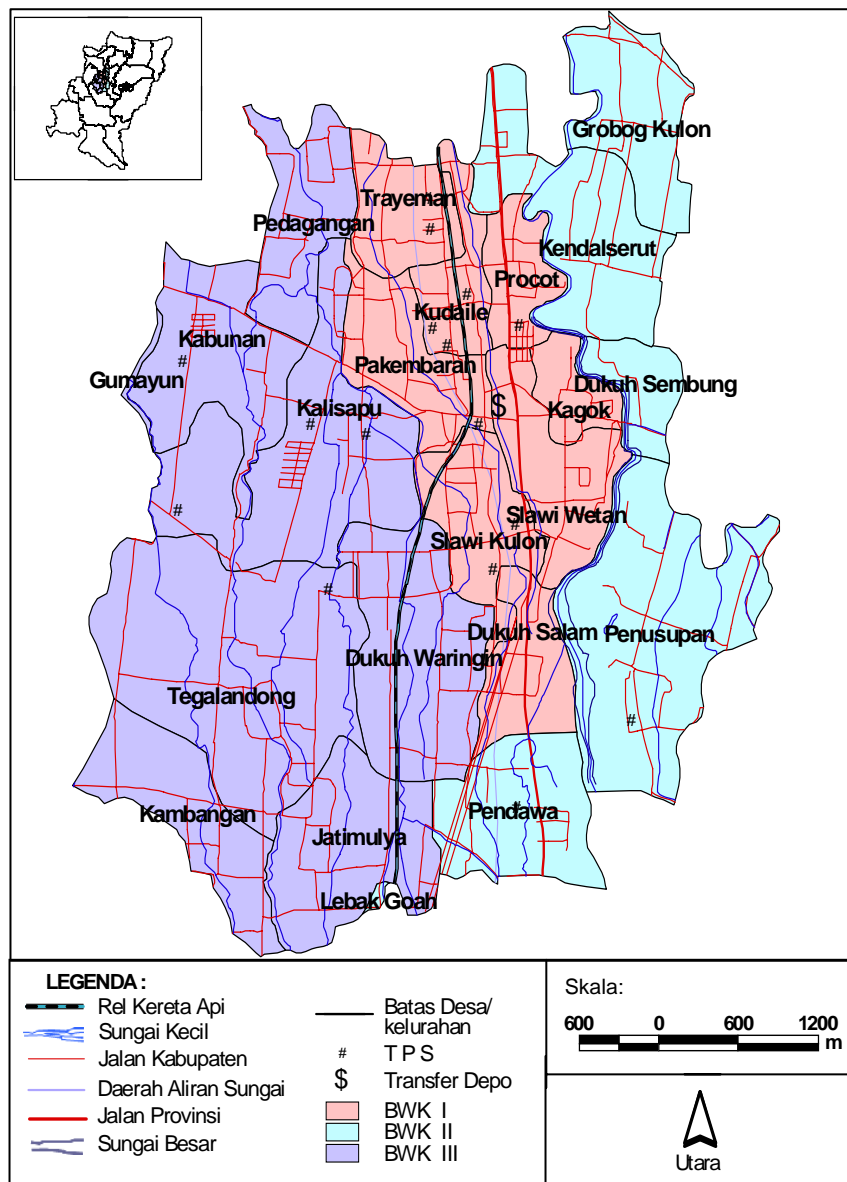 Grobog Kulon
Trayeman
Pedagangan
Kendalserut
Procot
Kudaile
Kabunan
Pakembaran
Gumayun
Dukuh Sembung
Kalisapu
$
Kagok
Slawi Wetan
Slawi Kulon
Dukuh Salam
Penusupan
Dukuh Waringin
Tegalandong
Kambangan
Pendawa
Jatimulya
Lebak Goah
LEGENDA :
Rel Kereta Api
Sungai Kecil
Jalan Kabupaten
Daerah Aliran Sungai
Jalan Provinsi
Sungai Besar
Batas Desa/
kelurahan
# T P S
$ Transfer Depo
BWK I
BWK II
BWK III
Skala:
600 0 600 1200
m
Utara